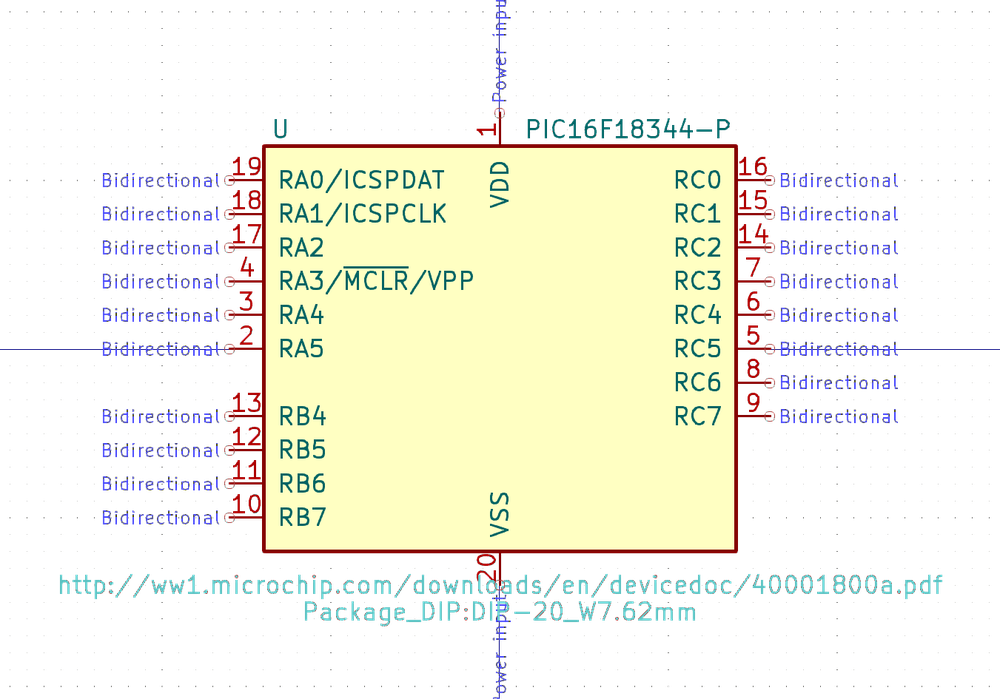 Power input
1
U PIC16F18344-P
VDD
Bidirectional 19 RA0/ICSPDAT RC0 16 Bidirectional
Bidirectional 18 RA1/ICSPCLK RC1 15 Bidirectional
Bidirectional 17 RA2 RC2 14 Bidirectional
Bidirectional 4 RA3/MCLR/VPP RC3 7 Bidirectional
Bidirectional 3 RA4 RC4 6 Bidirectional
Bidirectional 2 RA5 RC5 5 Bidirectional
RC6 8 Bidirectional
Bidirectional 13 RB4 RC7 9 Bidirectional
Bidirectional 12 RB5
Bidirectional 11 RB6
Bidirectional 10 RB7
VSS
20
http://ww1.microchip.com/downloads/en/devicedoc/40001800a.pdf
Package_DIP:DIP-20_W7.62mm
Power input